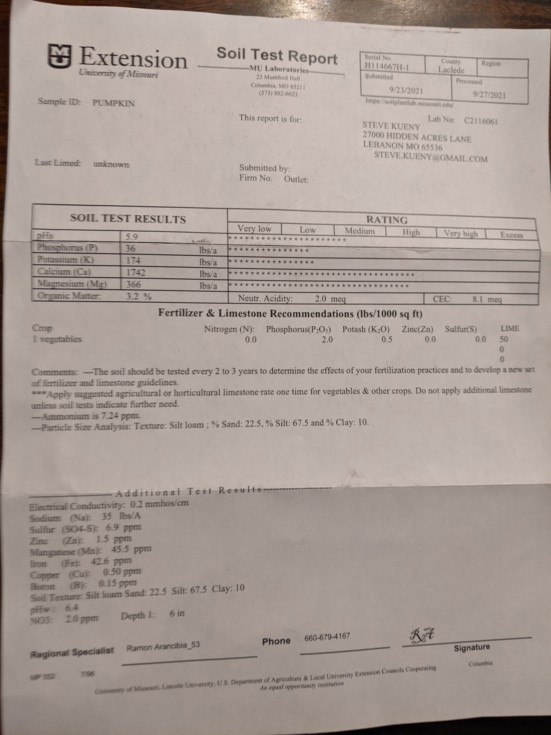 MU Extension
University of Missouri
Soil Test Report
MU Laboratories
23 Mumford Hall
Columbia, MO 65211
(573) 882-0623
Serial No. County Region
H114667H-1 Laclede
Submitted Processed
9/23/2021 9/27/2021
https://soilplantlab.missouri.edu/
Sample ID: PUMPKIN
Lab No: C2116061
This report is for:
STEVE KUENY
27000 HIDDEN ACRES LANE
LEBANON MO 65536
STEVE.KUENY@GMAIL.COM
Last Limed: unknown
Submitted by:
Firm No. Outlet:
SOIL TEST RESULTS RATING
Very low Low Medium High Very high Excess
pHs 5.9 ***********************
Phosphorus (P) 36 lbs/a ****************
Potassium (K) 174 lbs/a *****************
Calcium (Ca) 1742 lbs/a ************************************
Magnesium (Mg) 366 lbs/a ***********************************
Organic Matter: 3.2 % Neutr. Acidity: 2.0 meq CEC: 8.1 meq
Fertilizer & Limestone Recommendations (lbs/1000 sq ft)
Crop Nitrogen (N): Phosphorus(P2O5) Potash (K2O) Zinc(Zn) Sulfur(S) LIME
1 vegetables 0.0 2.0 0.5 0.0 0.0 50
0
0
Comments: —The soil should be tested every 2 to 3 years to determine the effects of your fertilization practices and to develop a new set
of fertilizer and limestone guidelines.
***Apply suggested agricultural or horticultural limestone rate one time for vegetables & other crops. Do not apply additional limestone
unless soil tests indicate further need.
—Ammonium is 7.24 ppm.
—Particle Size Analysis: Texture: Silt loam ; % Sand: 22.5, % Silt: 67.5 and % Clay: 10.
Additional Test Results
Electrical Conductivity: 0.2 mmhos/cm
Sodium (Na): 35 lbs/A
Sulfur (SO4-S): 6.9 ppm
Zinc (Zn): 1.5 ppm
Manganese (Mn): 45.5 ppm
Iron (Fe): 42.6 ppm
Copper (Cu): 0.50 ppm
Boron (B): 0.15 ppm
Soil Texture: Silt loam Sand: 22.5 Silt: 67.5 Clay: 10
pHw : 6.4
NO3: 2.0 ppm Depth 1: 6 in
Regional Specialist Ramon Arancibia_53 Phone 660-679-4167 RA
Signature
MP 352 7/96 Columbia
University of Missouri, Lincoln University, U.S. Department of Agriculture & Local University Extension Councils Cooperating
An equal opportunity institution